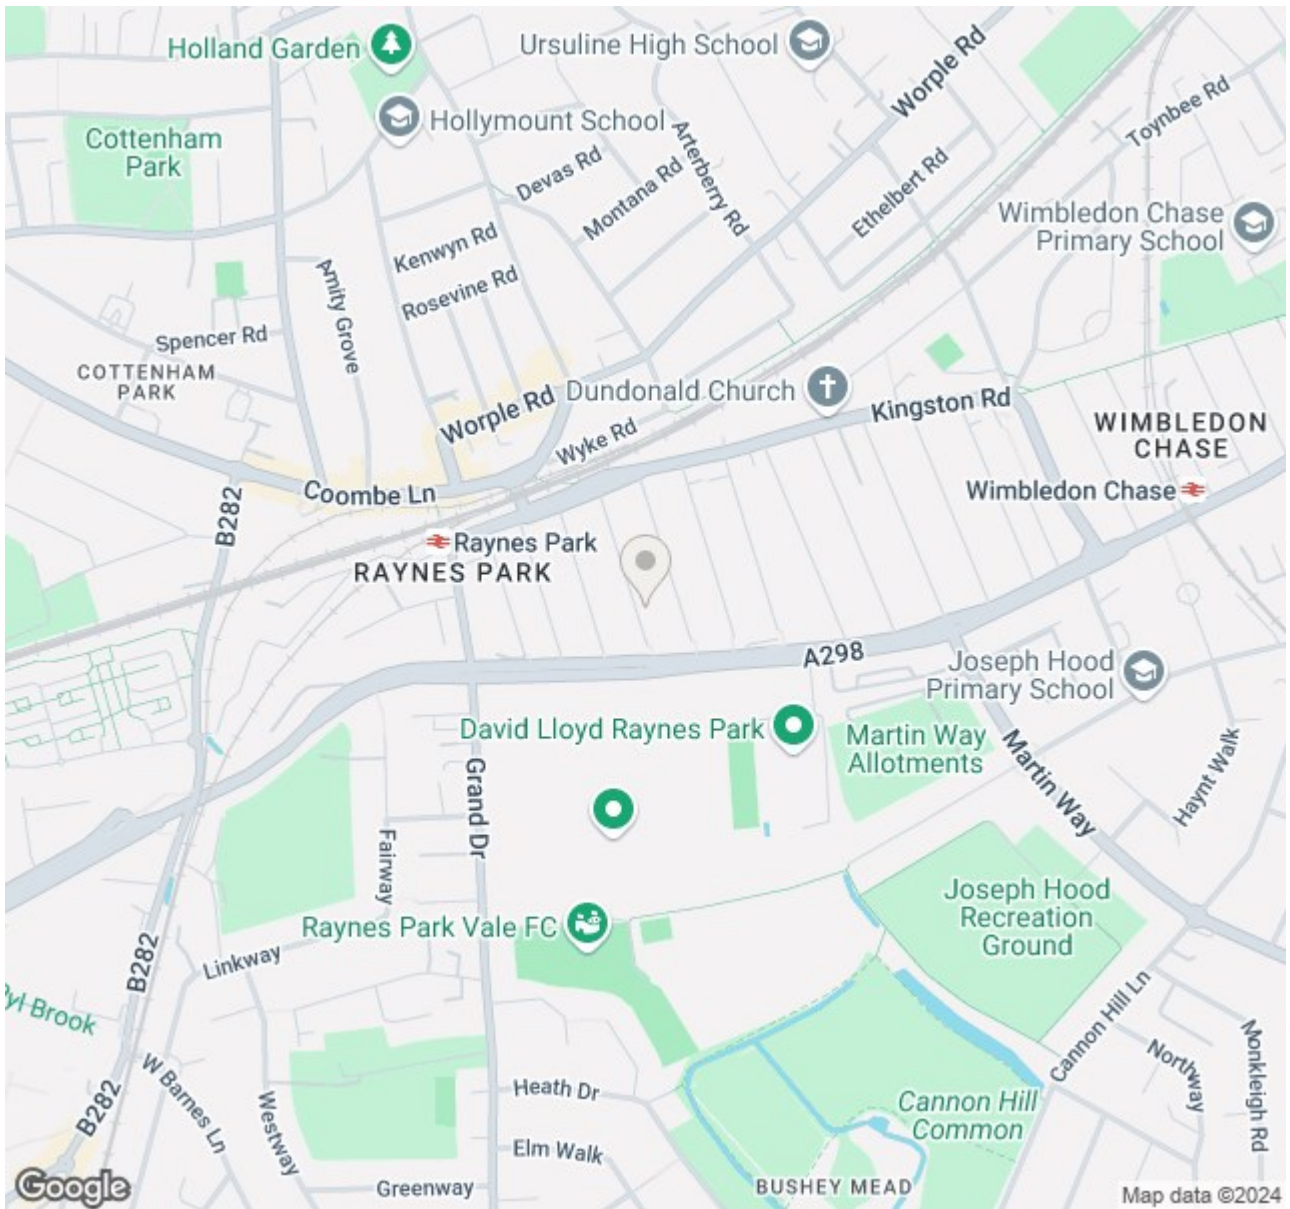 Holland Garden
Ursuline High School
Worple Rd
Hollymount School
Toynbee Rd
Cottenham
Park
Arterberry Rd
Devas Rd
Montana Rd
Ethelbert Rd
Wimbledon Chase
Primary School
Kenwyn Rd
Amity Grove
Rosevine Rd
Spencer Rd
COTTENHAM
PARK
Dundonald Church
Kingston Rd
Worple Rd
Wyke Rd
WIMBLEDON
CHASE
Coombe Ln
Wimbledon Chase
B282
Raynes Park
RAYNES PARK
A298
Joseph Hood
Primary School
David Lloyd Raynes Park
Martin Way
Allotments
Martin Way
Haynt Walk
Grand Dr
Fairway
Joseph Hood
Recreation
Ground
Raynes Park Vale FC
Linkway
B282
Pyl Brook
Cannon Hill Ln
Monkleigh Rd
Northway
W Barnes Ln
B282
Westway
Heath Dr
Cannon Hill
Common
Elm Walk
Greenway
BUSHEY MEAD
Google
Map data ©2024